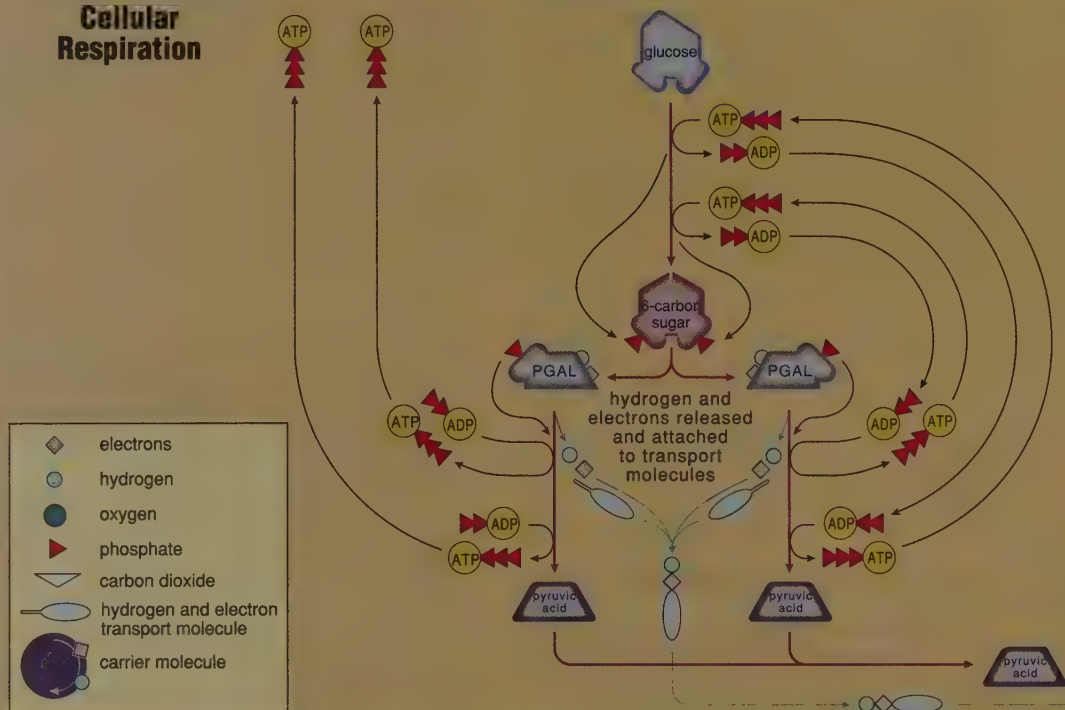 Cellular
Respiration
ATP
ATP
glucose
ATP
ADP
ATP
ADP
6-carbon
sugar
PGAL
PGAL
hydrogen and
electrons released
and attached
to transport
molecules
ATP
ADP
ADP
ATP
ADP
ATP
ADP
ATP
pyruvic
acid
pyruvic
acid
pyruvic
acid
electrons
hydrogen
oxygen
phosphate
carbon dioxide
hydrogen and electron
transport molecule
carrier molecule